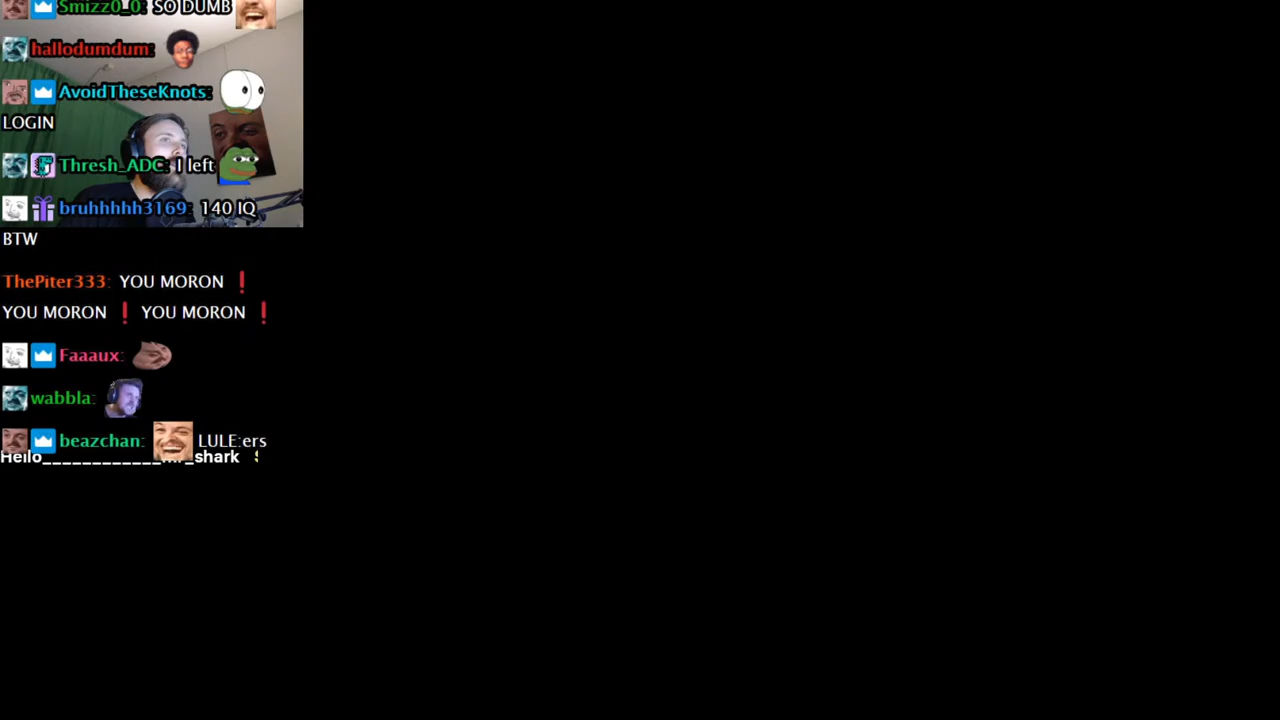 Smizz0_0: SO DUMB
hallodumdum:
AvoidTheseKnots:
LOGIN
Thresh_ADC: I left
bruhhhhh3169: 140 IQ
BTW
ThePiter333: YOU MORON ❗
YOU MORON ❗ YOU MORON ❗
Faaaux:
wabbla:
beazchan: LULE:ers
shark